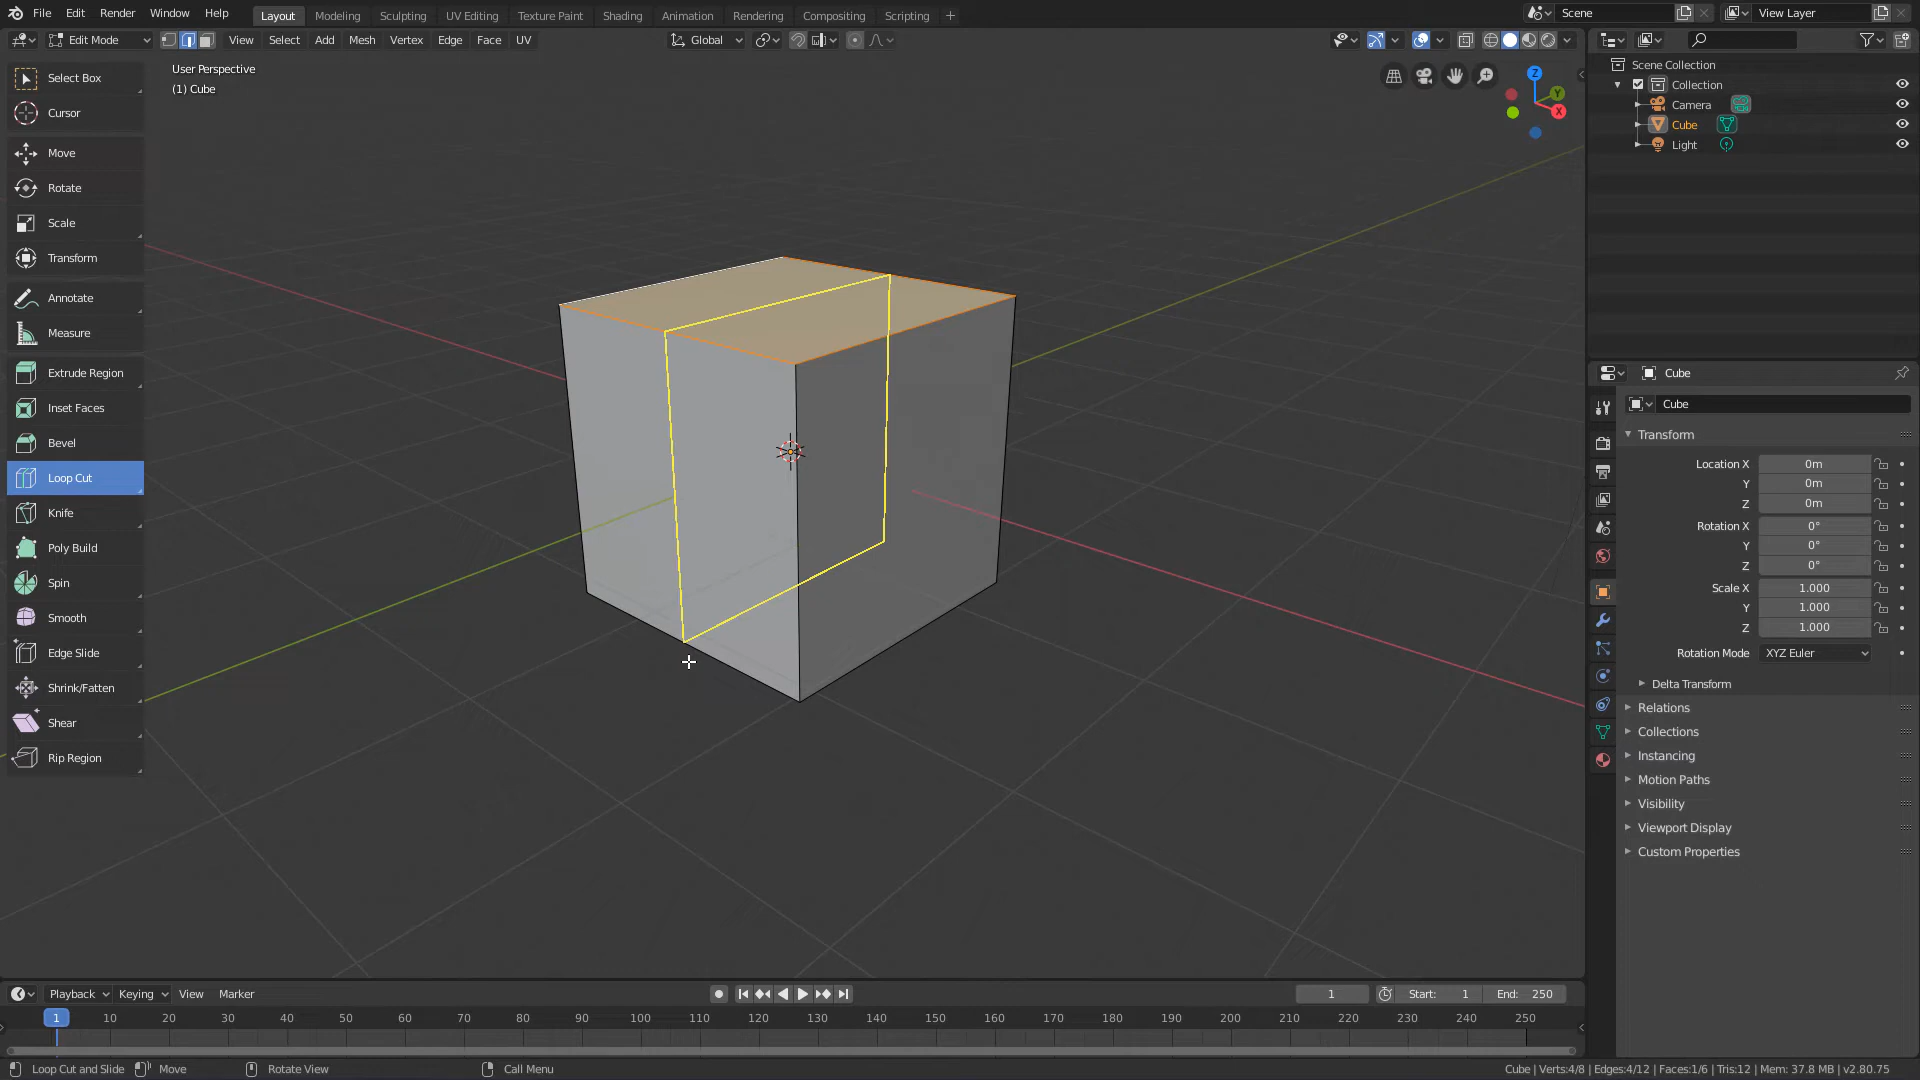 File Edit Render Window Help Layout Modeling Sculpting UV Editing Texture Paint Shading Animation Rendering Compositing Scripting + Scene View Layer
Edit Mode View Select Add Mesh Vertex Edge Face UV Global
User Perspective
(1) Cube
Select Box
Cursor
Move
Rotate
Scale
Transform
Annotate
Measure
Extrude Region
Inset Faces
Bevel
Loop Cut
Knife
Poly Build
Spin
Smooth
Edge Slide
Shrink/Fatten
Shear
Rip Region
Z
Y
X
Scene Collection
Collection
Camera
Cube
Light
Cube
Cube
Transform
Location X 0m
Y 0m
Z 0m
Rotation X 0°
Y 0°
Z 0°
Scale X 1.000
Y 1.000
Z 1.000
Rotation Mode XYZ Euler
Delta Transform
Relations
Collections
Instancing
Motion Paths
Visibility
Viewport Display
Custom Properties
Playback Keying View Marker 1 Start: 1 End: 250
1 10 20 30 40 50 60 70 80 90 100 110 120 130 140 150 160 170 180 190 200 210 220 230 240 250
Loop Cut and Slide Move Rotate View Call Menu Cube | Verts:4/8 | Edges:4/12 | Faces:1/6 | Tris:12 | Mem: 37.8 MB | v2.80.75